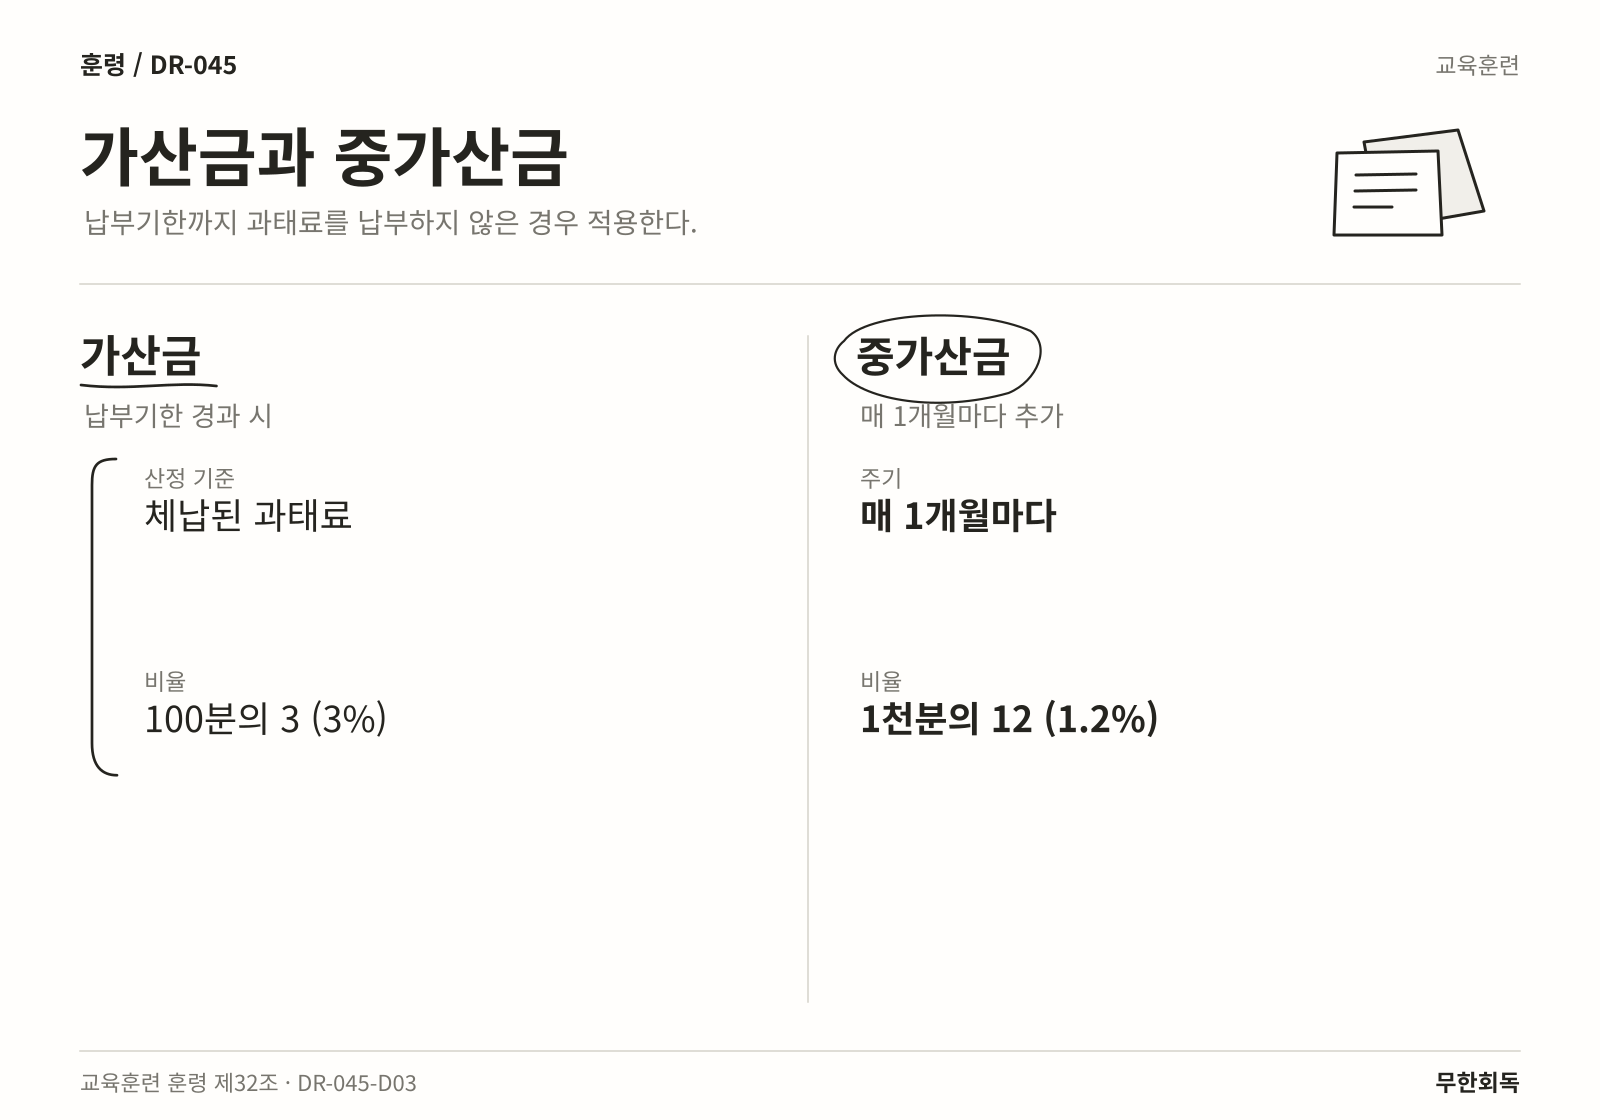 훈령 / DR-045
교육훈련
가산금과 중가산금
납부기한까지 과태료를 납부하지 않은 경우 적용한다.
가산금
납부기한 경과 시
산정 기준
체납된 과태료
비율
100분의 3 (3%)
중가산금
매 1개월마다 추가
주기
매 1개월마다
비율
1천분의 12 (1.2%)
교육훈련 훈령 제32조 · DR-045-D03
무한회독